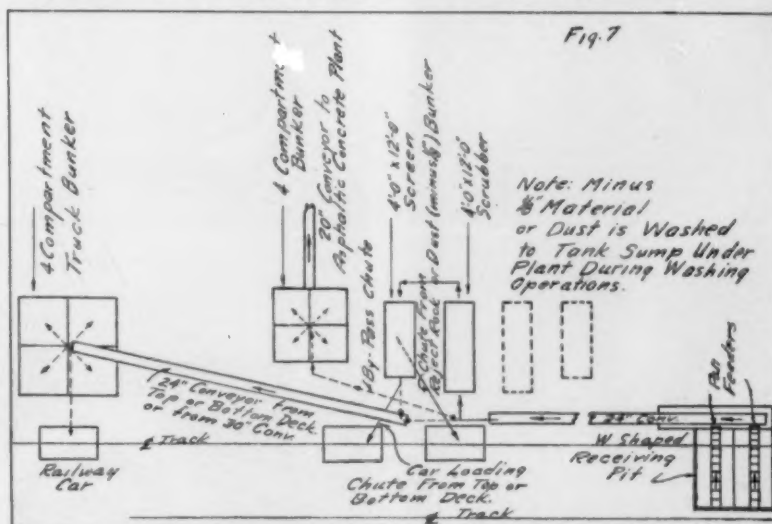 Fig. 7
4 Compartment
Truck Bunker
4 Compartment
Bunker
20" Conveyor to
Asphaltic Concrete Plant
4'-0" x 12'-0"
Screen
Chute From
Reject Rock or Dust (minus ⅛") Bunker
4'-0" x 12'-0"
Scrubber
Note: Minus
⅛" Material
or Dust is Washed
to Tank Sump Under
Plant During Washing
Operations.
By-Pass Chute
24" Conveyor from
Top or Bottom Deck
or from 30" Conv.
Pan
Feeders
24" Conv.
W Shaped
Receiving
Pit
℄ Track
Railway
Car
Car Loading
Chute From Top or
Bottom Deck.
℄ Track